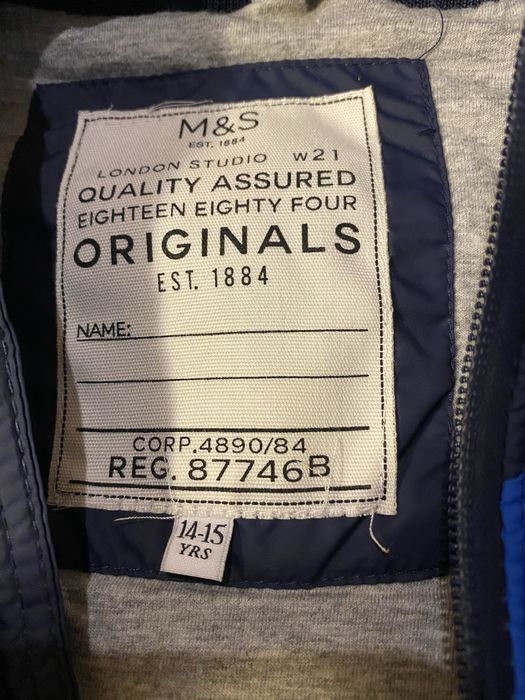 M&S
EST. 1884
LONDON STUDIO W21
QUALITY ASSURED
EIGHTEEN EIGHTY FOUR
ORIGINALS
EST. 1884
NAME:
CORP.4890/84
REG. 87746B
14-15
YRS